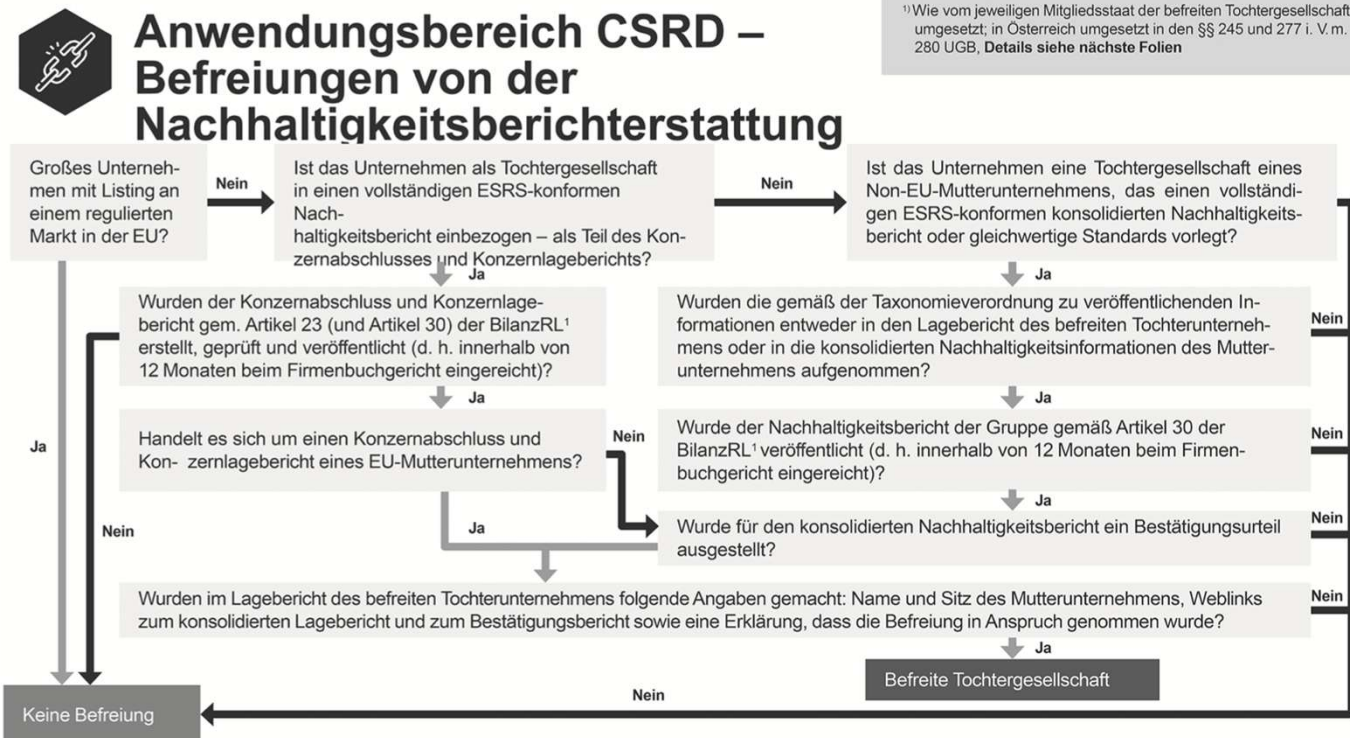 Anwendungsbereich CSRD –
Befreiungen von der
Nachhaltigkeitsberichterstattung
¹⁾ Wie vom jeweiligen Mitgliedsstaat der befreiten Tochtergesellschaft
umgesetzt; in Österreich umgesetzt in den §§ 245 und 277 i. V. m.
280 UGB, Details siehe nächste Folien
Großes Unterneh-
men mit Listing an
einem regulierten
Markt in der EU?
Nein
Ist das Unternehmen als Tochtergesellschaft
in einen vollständigen ESRS-konformen
Nach-
haltigkeitsbericht einbezogen – als Teil des Kon-
zernabschlusses und Konzernlageberichts?
Nein
Ist das Unternehmen eine Tochtergesellschaft eines
Non-EU-Mutterunternehmens, das einen vollständi-
gen ESRS-konformen konsolidierten Nachhaltigkeits-
bericht oder gleichwertige Standards vorlegt?
Ja
Ja
Wurden der Konzernabschluss und Konzernlage-
bericht gem. Artikel 23 (und Artikel 30) der BilanzRL¹
erstellt, geprüft und veröffentlicht (d. h. innerhalb von
12 Monaten beim Firmenbuchgericht eingereicht)?
Wurden die gemäß der Taxonomieverordnung zu veröffentlichenden In-
formationen entweder in den Lagebericht des befreiten Tochterunterneh-
mens oder in die konsolidierten Nachhaltigkeitsinformationen des Mutter-
unternehmens aufgenommen?
Nein
Ja
Ja
Ja
Handelt es sich um einen Konzernabschluss und
Kon- zernlagebericht eines EU-Mutterunternehmens?
Nein
Wurde der Nachhaltigkeitsbericht der Gruppe gemäß Artikel 30 der
BilanzRL¹ veröffentlicht (d. h. innerhalb von 12 Monaten beim Firmen-
buchgericht eingereicht)?
Nein
Ja
Nein
Ja
Wurde für den konsolidierten Nachhaltigkeitsbericht ein Bestätigungsurteil
ausgestellt?
Nein
Wurden im Lagebericht des befreiten Tochterunternehmens folgende Angaben gemacht: Name und Sitz des Mutterunternehmens, Weblinks
zum konsolidierten Lagebericht und zum Bestätigungsbericht sowie eine Erklärung, dass die Befreiung in Anspruch genommen wurde?
Nein
Ja
Befreite Tochtergesellschaft
Nein
Keine Befreiung